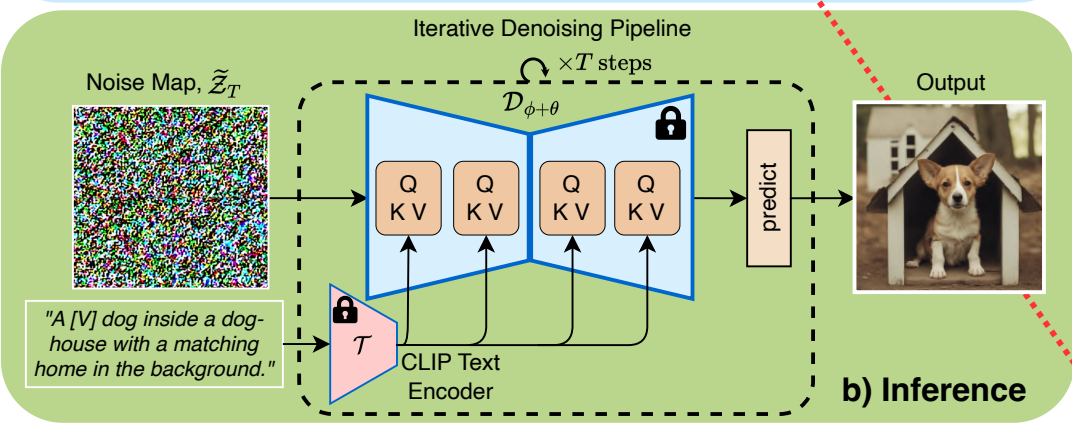 Iterative Denoising Pipeline
×T steps
Noise Map, Z̃_T
D_{ϕ+θ}
Output
Q
K V
Q
K V
Q
K V
Q
K V
predict
"A [V] dog inside a dog-
house with a matching
home in the background."
T
CLIP Text
Encoder
b) Inference